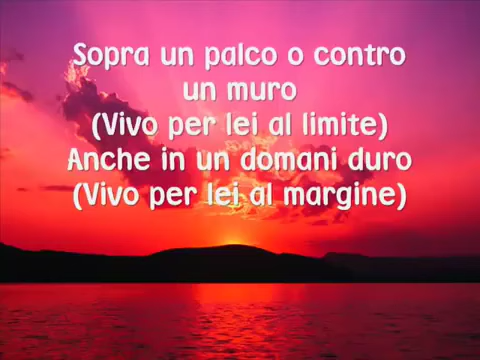 Sopra un palco o contro
un muro
(Vivo per lei al limite)
Anche in un domani duro
(Vivo per lei al margine)